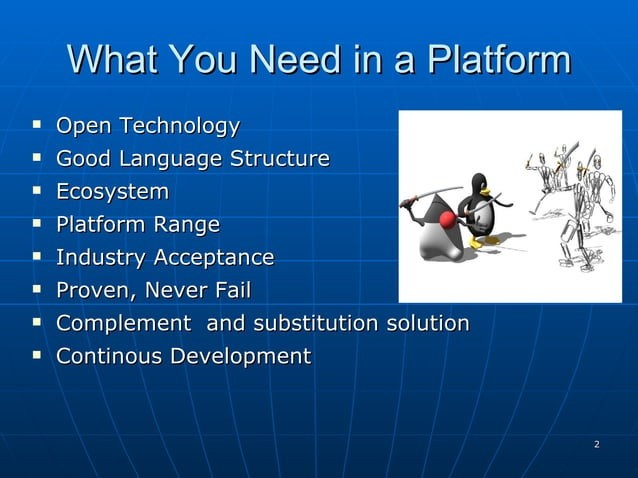 What You Need in a Platform
Open Technology
Good Language Structure
Ecosystem
Platform Range
Industry Acceptance
Proven, Never Fail
Complement  and substitution solution
Continous Development
2